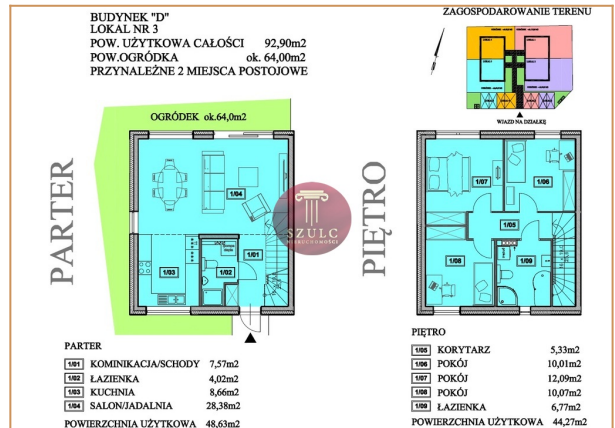 BUDYNEK "D"
LOKAL NR 3
POW. UŻYTKOWA CAŁOŚCI 92,90m2
POW.OGRÓDKA ok. 64,00m2
PRZYNALEŻNE 2 MIEJSCA POSTOJOWE
ZAGOSPODAROWANIE TERENU
WJAZD NA DZIAŁKĘ
PARTER
OGRÓDEK ok.64,0m2
1/04
1/03
1/02
1/01
SZULC
NIERUCHOMOŚCI
PIĘTRO
1/07
1/06
1/05
1/08
1/09
PARTER
1/01 KOMINIKACJA/SCHODY 7,57m2
1/02 ŁAZIENKA 4,02m2
1/03 KUCHNIA 8,66m2
1/04 SALON/JADALNIA 28,38m2
POWIERZCHNIA UŻYTKOWA 48,63m2
PIĘTRO
1/05 KORYTARZ 5,33m2
1/06 POKÓJ 10,01m2
1/07 POKÓJ 12,09m2
1/08 POKÓJ 10,07m2
1/09 ŁAZIENKA 6,77m2
POWIERZCHNIA UŻYTKOWA 44,27m2